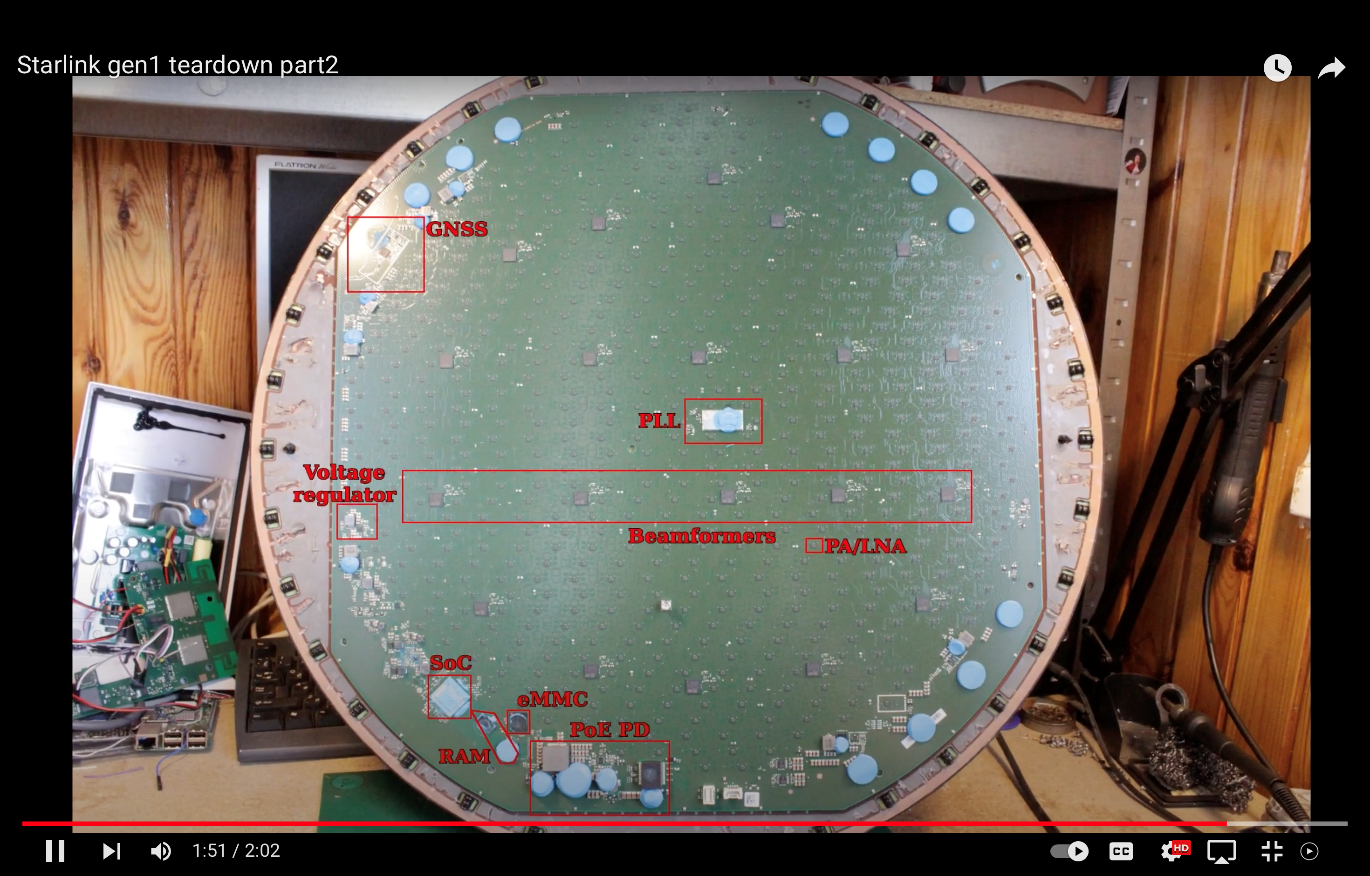 Starlink gen1 teardown part2
FLATRON
GNSS
PLL
Voltage
regulator
Beamformers
PA/LNA
SoC
eMMC
PoE PD
RAM
1:51 / 2:02
CC
HD